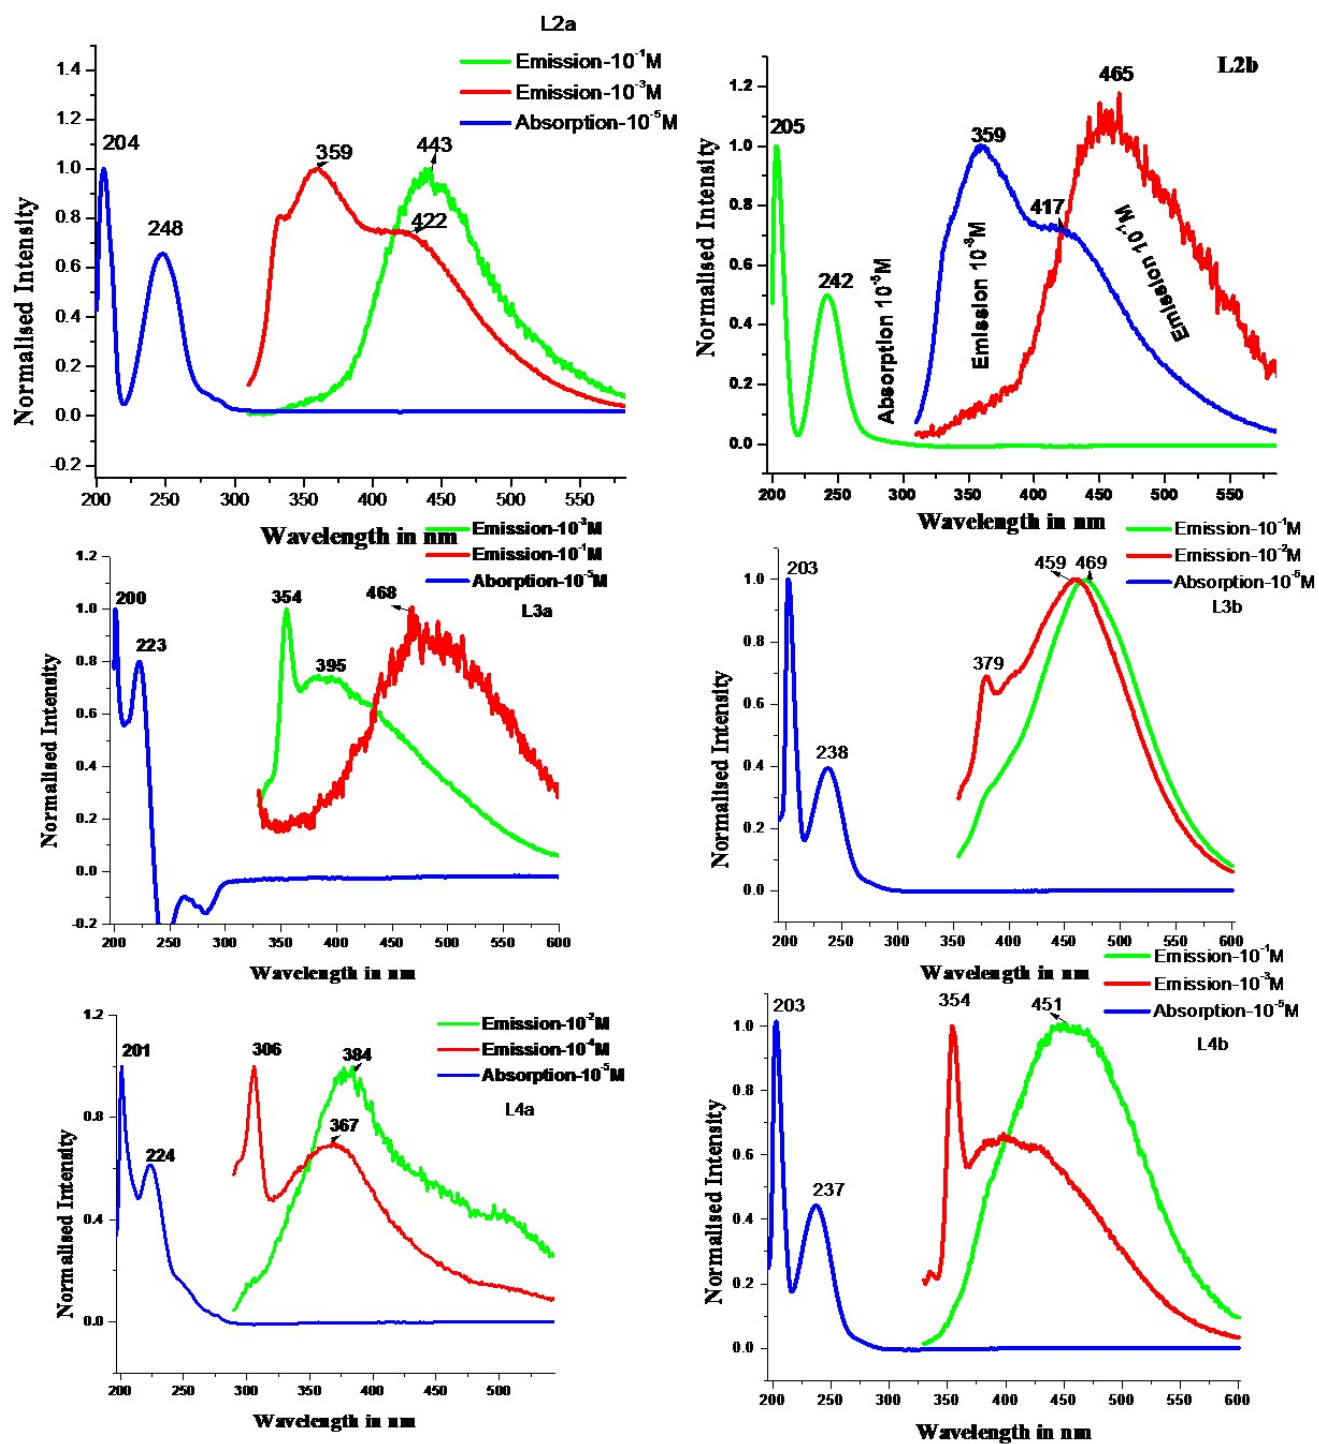 L2a
Emission-10⁻¹M
Emission-10⁻³M
Absorption-10⁻⁵M
Normalised Intensity
1.4
1.2
1.0
0.8
0.6
0.4
0.2
0.0
-0.2
204
248
359
422
443
200 250 300 350 400 450 500 550
Wavelength in nm
L2b
Normalised Intensity
1.2
1.0
0.8
0.6
0.4
0.2
0.0
205
242
359
417
465
Absorption 10⁻⁵M
Emission 10⁻³M
Emission 10⁻¹M
200 250 300 350 400 450 500 550
Wavelength in nm
Emission-10⁻³M
Emission-10⁻¹M
Aborption-10⁻⁵M
L3a
Normalised Intensity
1.2
1.0
0.8
0.6
0.4
0.2
0.0
-0.2
200
223
354
395
468
200 250 300 350 400 450 500 550 600
Wavelength in nm
Emission-10⁻¹M
Emission-10⁻²M
Absorption-10⁻⁵M
L3b
Normalised Intensity
1.0
0.8
0.6
0.4
0.2
0.0
203
238
379
459 469
200 250 300 350 400 450 500 550 600
Wavelength in nm
Emission-10⁻²M
Emission-10⁻⁴M
Absorption-10⁻⁵M
L4a
Normalised Intensity
1.2
0.8
0.4
0.0
201
224
306
384
367
200 250 300 350 400 450 500
Wavelength in nm
Emission-10⁻¹M
Emission-10⁻³M
Absorption-10⁻⁵M
L4b
Normalised Intensity
1.0
0.8
0.6
0.4
0.2
0.0
203
237
354
451
200 250 300 350 400 450 500 550 600
Wavelength in nm